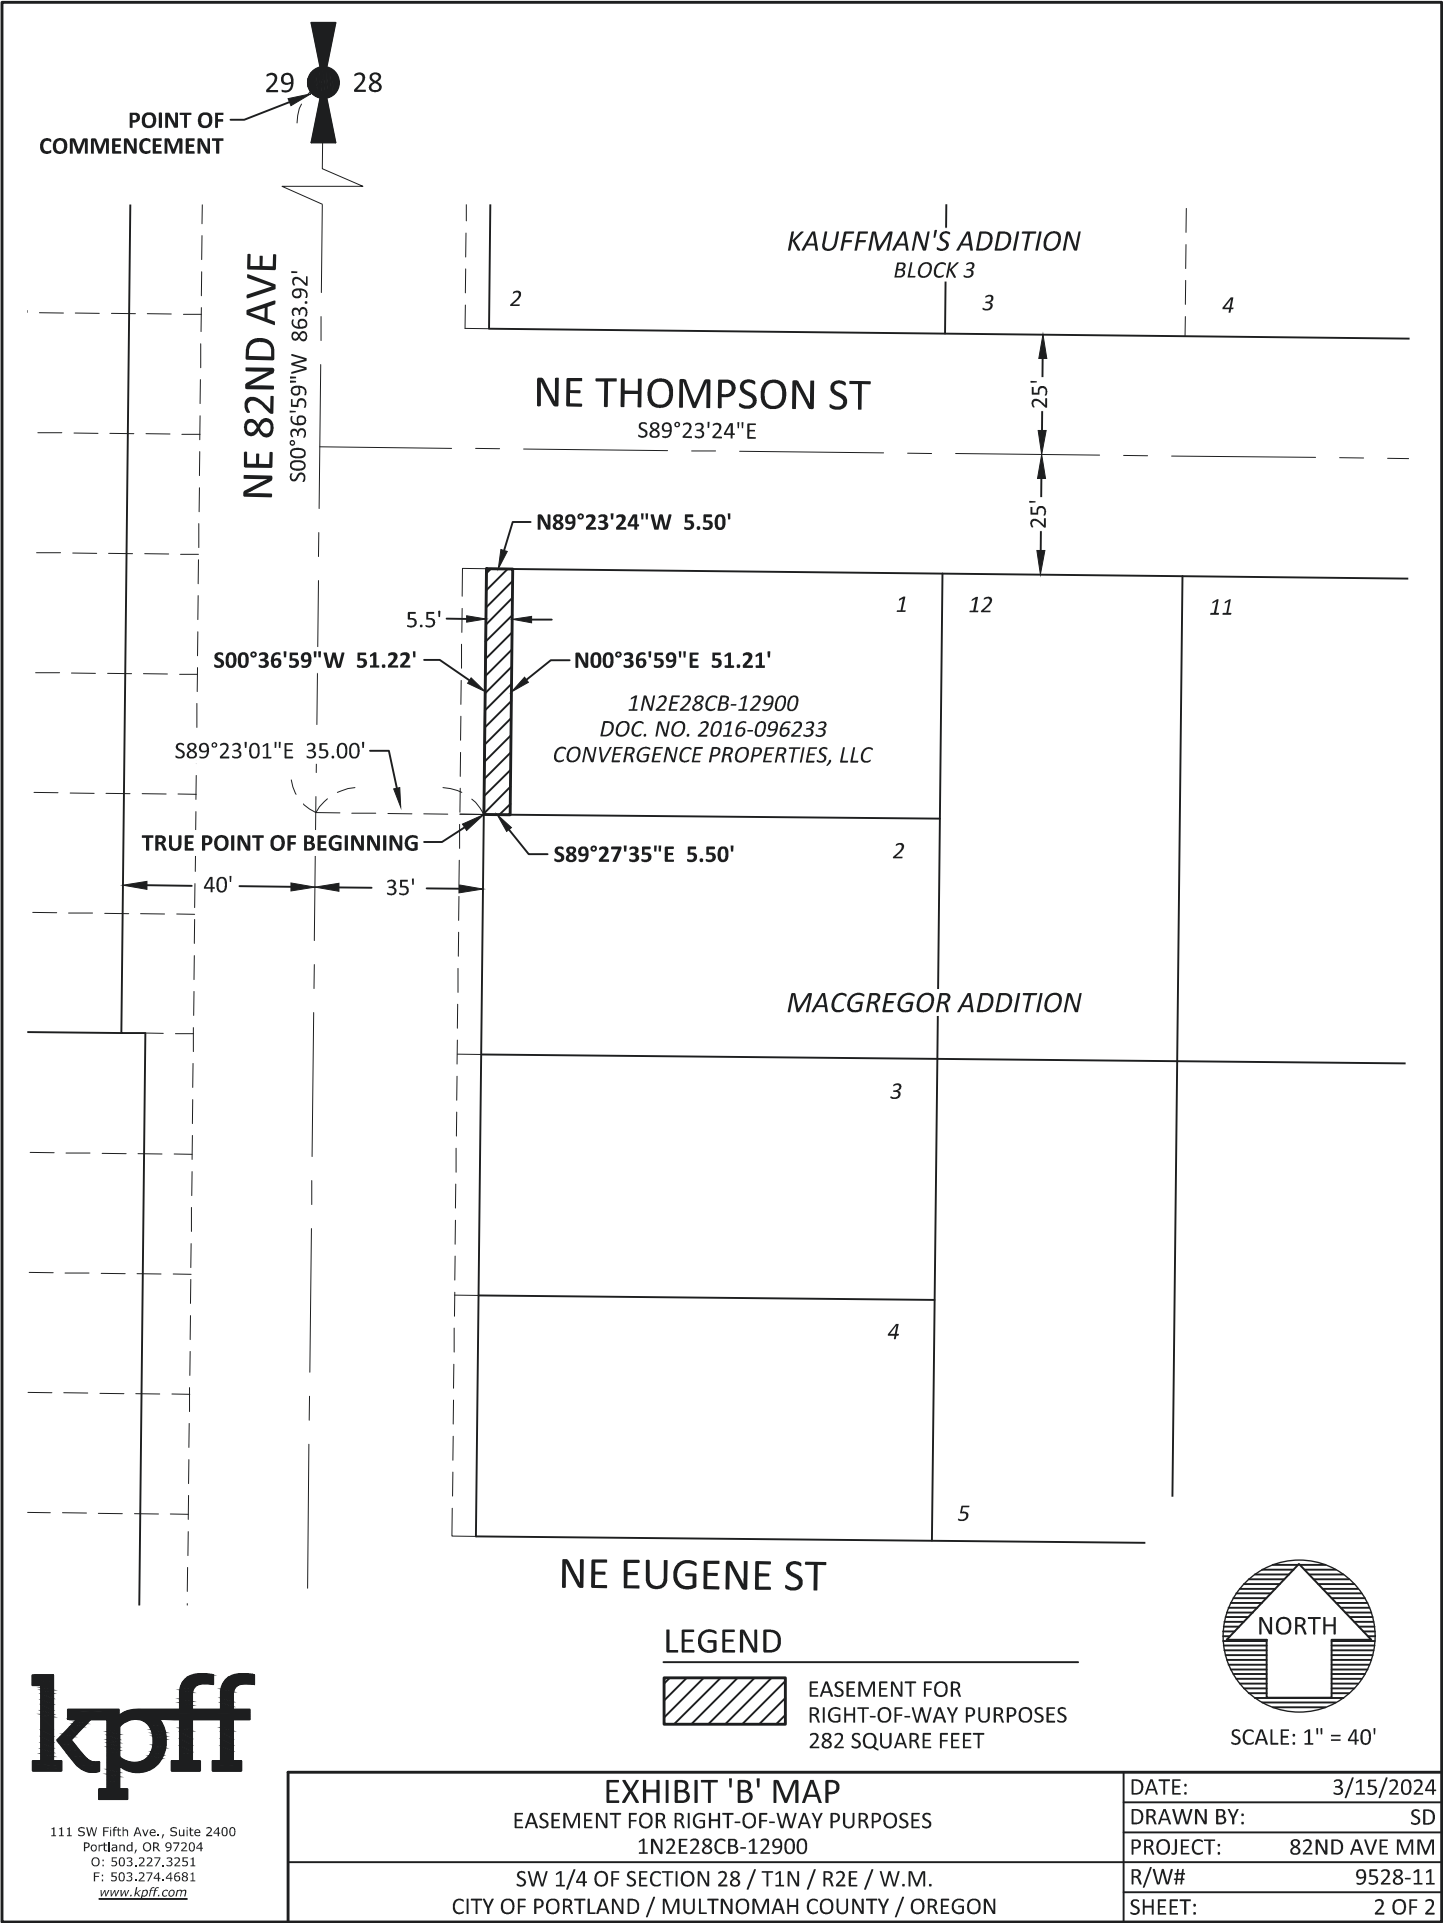 29
28
POINT OF
COMMENCEMENT
NE 82ND AVE
S00°36'59"W 863.92'
KAUFFMAN'S ADDITION
BLOCK 3
2
3
4
NE THOMPSON ST
S89°23'24"E
25'
25'
N89°23'24"W 5.50'
5.5'
1
12
11
S00°36'59"W 51.22'
N00°36'59"E 51.21'
1N2E28CB-12900
DOC. NO. 2016-096233
CONVERGENCE PROPERTIES, LLC
S89°23'01"E 35.00'
TRUE POINT OF BEGINNING
S89°27'35"E 5.50'
2
40'
35'
MACGREGOR ADDITION
3
4
5
NE EUGENE ST
LEGEND
EASEMENT FOR
RIGHT-OF-WAY PURPOSES
282 SQUARE FEET
NORTH
SCALE: 1" = 40'
kpff
111 SW Fifth Ave., Suite 2400
Portland, OR 97204
O: 503.227.3251
F: 503.274.4681
www.kpff.com
EXHIBIT 'B' MAP
EASEMENT FOR RIGHT-OF-WAY PURPOSES
1N2E28CB-12900
SW 1/4 OF SECTION 28 / T1N / R2E / W.M.
CITY OF PORTLAND / MULTNOMAH COUNTY / OREGON
DATE: 3/15/2024
DRAWN BY: SD
PROJECT: 82ND AVE MM
R/W# 9528-11
SHEET: 2 OF 2